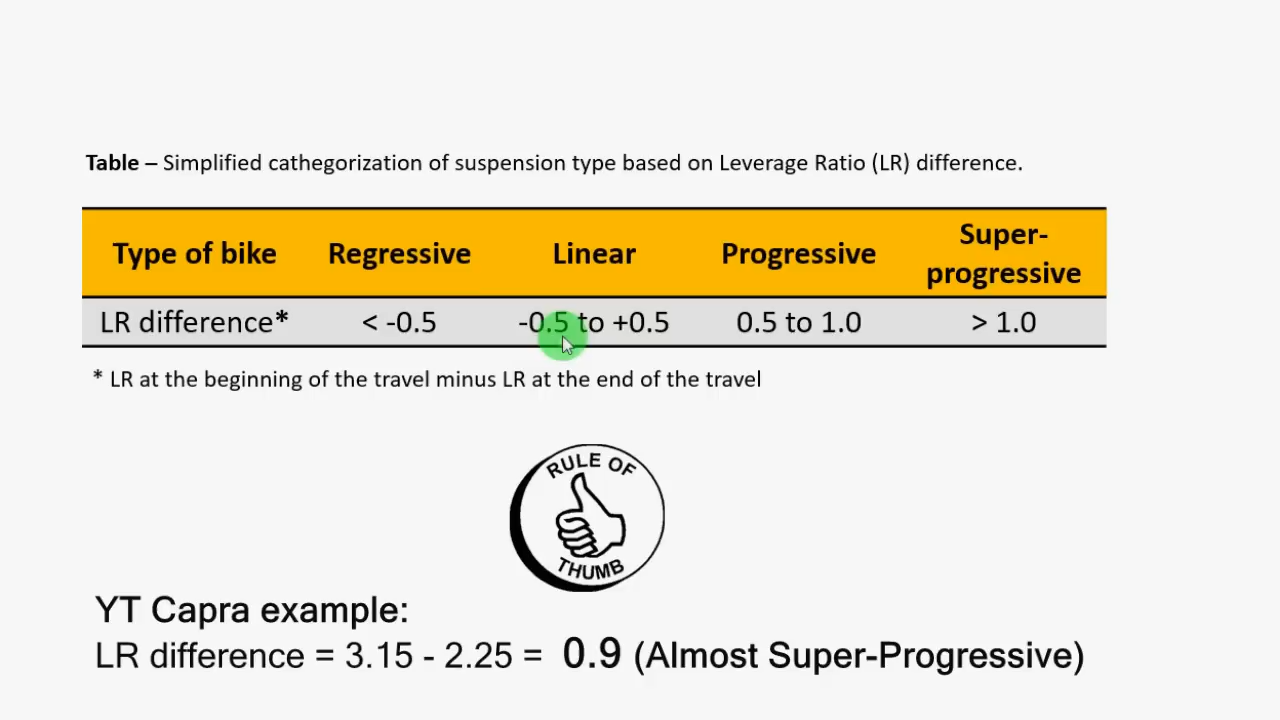 Table – Simplified cathegorization of suspension type based on Leverage Ratio (LR) difference.
Type of bike Regressive Linear Progressive Super-progressive
LR difference* < -0.5 -0.5 to +0.5 0.5 to 1.0 > 1.0
* LR at the beginning of the travel minus LR at the end of the travel
RULE OF
THUMB
YT Capra example:
LR difference = 3.15 - 2.25 = 0.9 (Almost Super-Progressive)